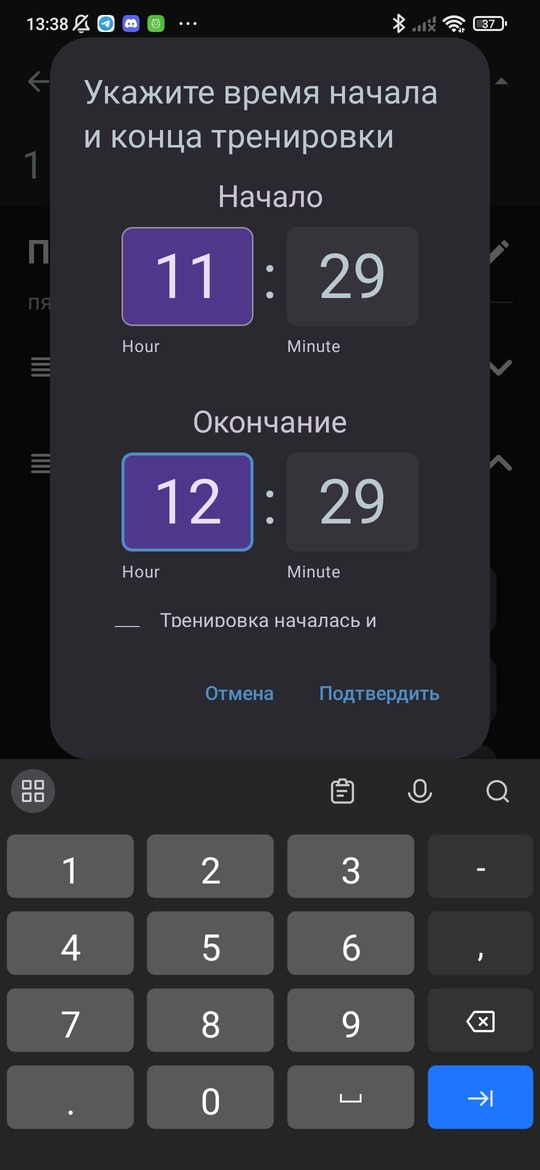 13:38
37
1
П
пя
Укажите время начала
и конца тренировки
Начало
11 : 29
Hour Minute
Окончание
12 : 29
Hour Minute
Тренировка началась и
Отмена Подтвердить
1 2 3 -
4 5 6 ,
7 8 9
. 0